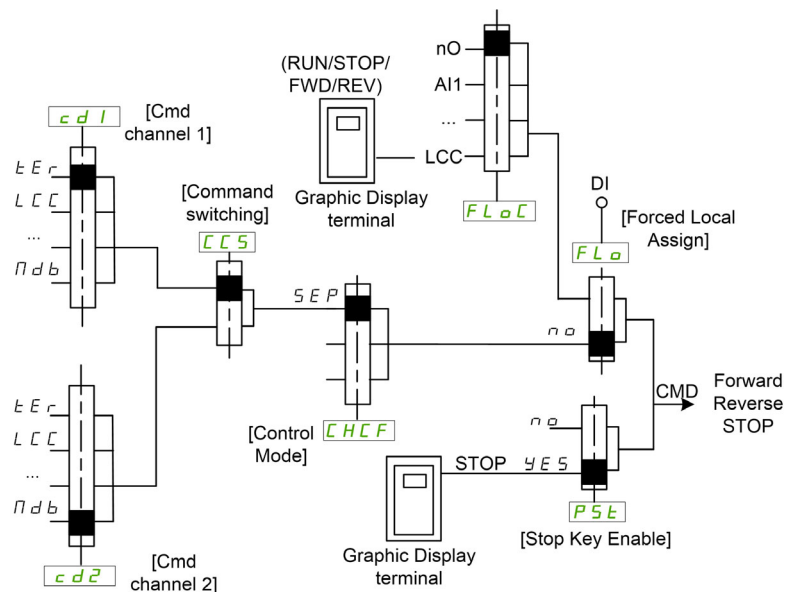 (RUN/STOP/
FWD/REV)
nO
AI1
...
LCC
Graphic Display
terminal
FLoC
cd1
[Cmd
channel 1]
tEr
LCC
...
Mdb
[Command
switching]
CCS
DI
[Forced Local
Assign]
FLo
SEP
no
tEr
LCC
...
Mdb
[Control
Mode]
CHCF
CMD
Forward
Reverse
STOP
no
STOP
YES
PSt
[Stop Key Enable]
Graphic Display
terminal
cd2
[Cmd
channel 2]